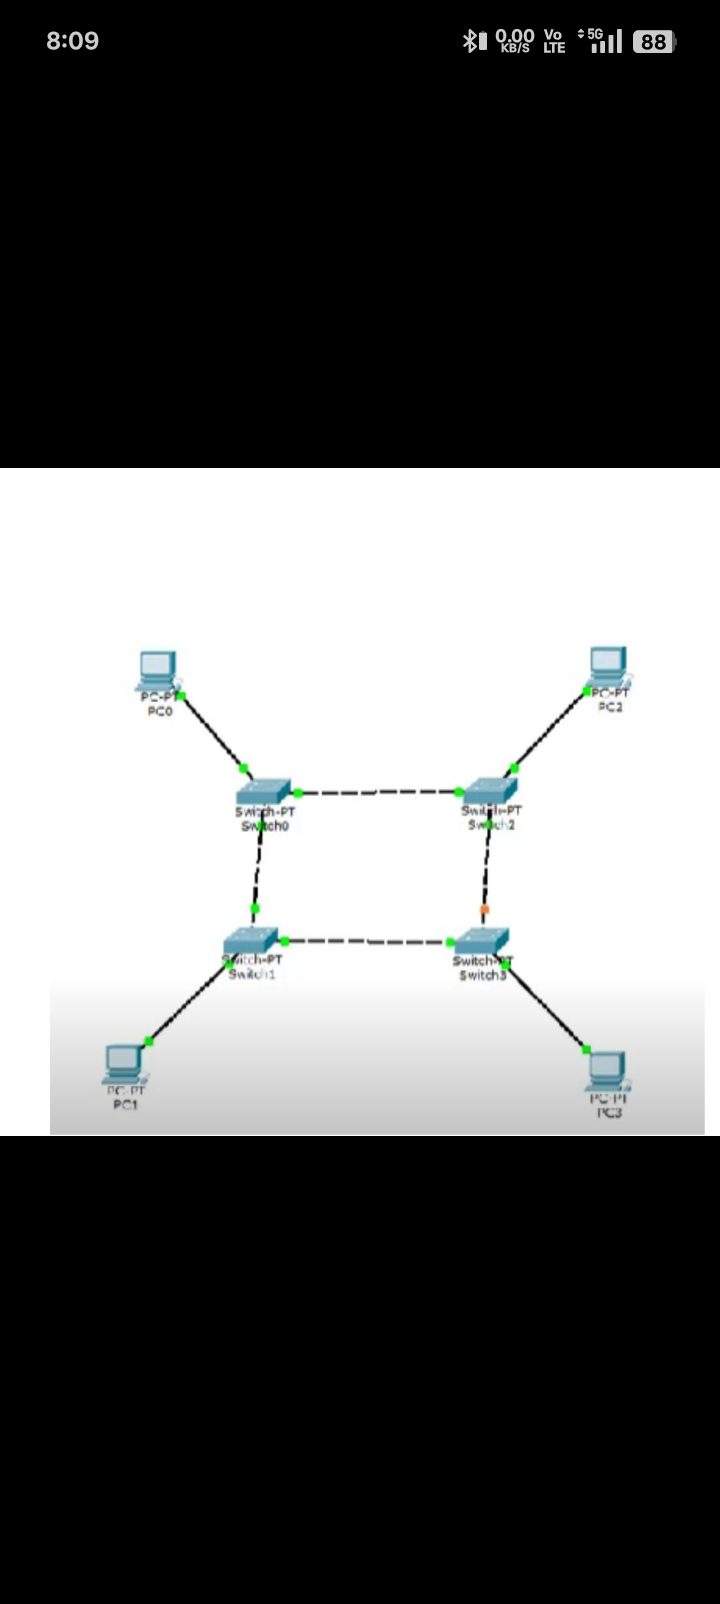 8:09
0.00 KB/S
Vo LTE
5G
88
PC-PT
PC0
PC-PT
PC2
Switch-PT
Switch0
Switch-PT
Switch2
Switch-PT
Switch1
Switch-PT
Switch3
PC-PT
PC1
PC-PT
PC3